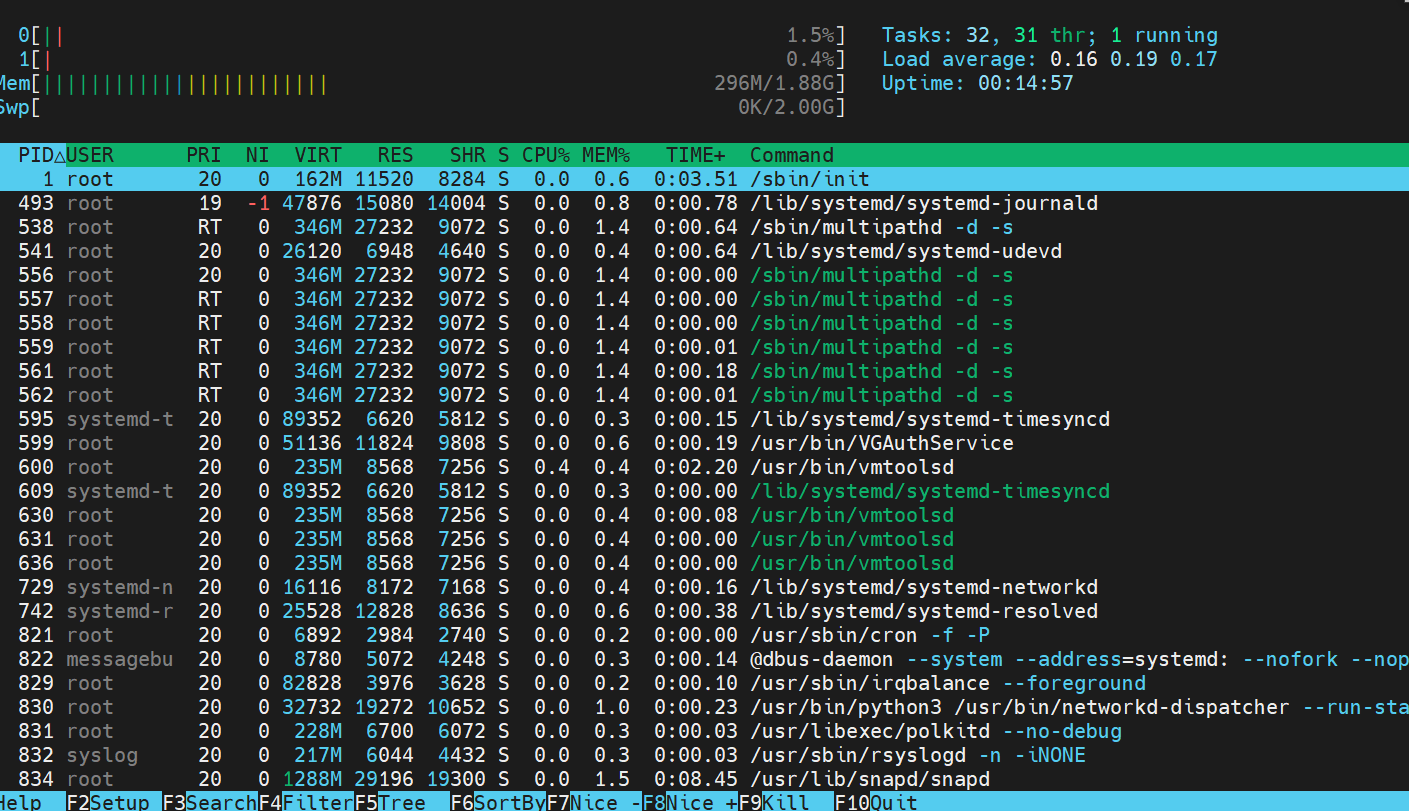 0[|| 1.5%] Tasks: 32, 31 thr; 1 running
1[| 0.4%] Load average: 0.16 0.19 0.17
Mem[|||||||||||||||||||||||| 296M/1.88G] Uptime: 00:14:57
Swp[ 0K/2.00G]
PID△USER PRI NI VIRT RES SHR S CPU% MEM% TIME+ Command
1 root 20 0 162M 11520 8284 S 0.0 0.6 0:03.51 /sbin/init
493 root 19 -1 47876 15080 14004 S 0.0 0.8 0:00.78 /lib/systemd/systemd-journald
538 root RT 0 346M 27232 9072 S 0.0 1.4 0:00.64 /sbin/multipathd -d -s
541 root 20 0 26120 6948 4640 S 0.0 0.4 0:00.64 /lib/systemd/systemd-udevd
556 root 20 0 346M 27232 9072 S 0.0 1.4 0:00.00 /sbin/multipathd -d -s
557 root RT 0 346M 27232 9072 S 0.0 1.4 0:00.00 /sbin/multipathd -d -s
558 root RT 0 346M 27232 9072 S 0.0 1.4 0:00.00 /sbin/multipathd -d -s
559 root RT 0 346M 27232 9072 S 0.0 1.4 0:00.01 /sbin/multipathd -d -s
561 root RT 0 346M 27232 9072 S 0.0 1.4 0:00.18 /sbin/multipathd -d -s
562 root RT 0 346M 27232 9072 S 0.0 1.4 0:00.01 /sbin/multipathd -d -s
595 systemd-t 20 0 89352 6620 5812 S 0.0 0.3 0:00.15 /lib/systemd/systemd-timesyncd
599 root 20 0 51136 11824 9808 S 0.0 0.6 0:00.19 /usr/bin/VGAuthService
600 root 20 0 235M 8568 7256 S 0.4 0.4 0:02.20 /usr/bin/vmtoolsd
609 systemd-t 20 0 89352 6620 5812 S 0.0 0.3 0:00.00 /lib/systemd/systemd-timesyncd
630 root 20 0 235M 8568 7256 S 0.0 0.4 0:00.08 /usr/bin/vmtoolsd
631 root 20 0 235M 8568 7256 S 0.0 0.4 0:00.00 /usr/bin/vmtoolsd
636 root 20 0 235M 8568 7256 S 0.0 0.4 0:00.00 /usr/bin/vmtoolsd
729 systemd-n 20 0 16116 8172 7168 S 0.0 0.4 0:00.16 /lib/systemd/systemd-networkd
742 systemd-r 20 0 25528 12828 8636 S 0.0 0.6 0:00.38 /lib/systemd/systemd-resolved
821 root 20 0 6892 2984 2740 S 0.0 0.2 0:00.00 /usr/sbin/cron -f -P
822 messagebu 20 0 8780 5072 4248 S 0.0 0.3 0:00.14 @dbus-daemon --system --address=systemd: --nofork --nop
829 root 20 0 82828 3976 3628 S 0.0 0.2 0:00.10 /usr/sbin/irqbalance --foreground
830 root 20 0 32732 19272 10652 S 0.0 1.0 0:00.23 /usr/bin/python3 /usr/bin/networkd-dispatcher --run-sta
831 root 20 0 228M 6700 6072 S 0.0 0.3 0:00.03 /usr/libexec/polkitd --no-debug
832 syslog 20 0 217M 6044 4432 S 0.0 0.3 0:00.03 /usr/sbin/rsyslogd -n -iNONE
834 root 20 0 1288M 29196 19300 S 0.0 1.5 0:08.45 /usr/lib/snapd/snapd
Help F2Setup F3SearchF4FilterF5Tree F6SortByF7Nice -F8Nice +F9Kill F10Quit